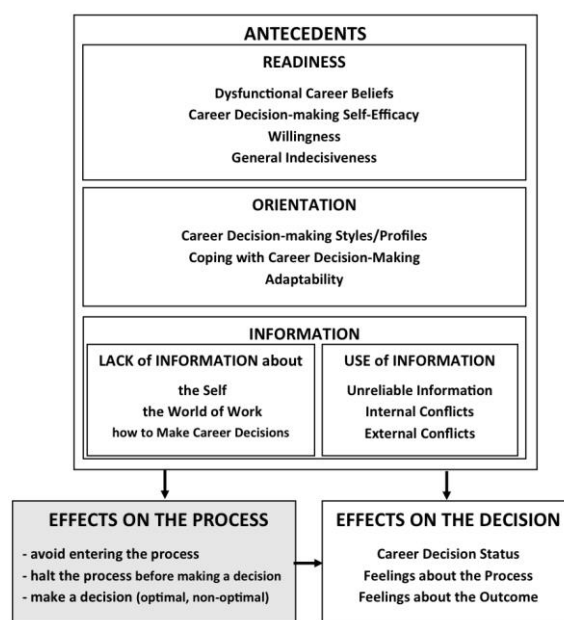 ANTECEDENTS
READINESS
Dysfunctional Career Beliefs
Career Decision-making Self-Efficacy
Willingness
General Indecisiveness
ORIENTATION
Career Decision-making Styles/Profiles
Coping with Career Decision-Making
Adaptability
INFORMATION
LACK of INFORMATION about
the Self
the World of Work
how to Make Career Decisions
USE of INFORMATION
Unreliable Information
Internal Conflicts
External Conflicts
EFFECTS ON THE PROCESS
- avoid entering the process
- halt the process before making a decision
- make a decision (optimal, non-optimal)
EFFECTS ON THE DECISION
Career Decision Status
Feelings about the Process
Feelings about the Outcome